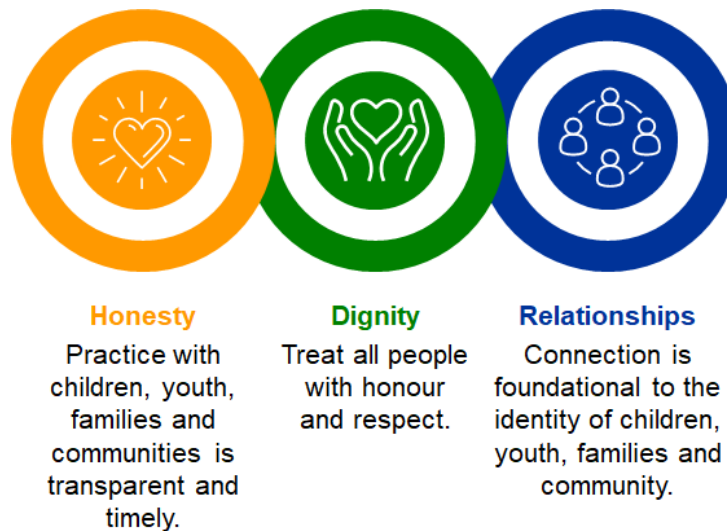 Honesty
Practice with
children, youth,
families and
communities is
transparent and
timely.
Dignity
Treat all people
with honour
and respect.
Relationships
Connection is
foundational to the
identity of children,
youth, families and
community.